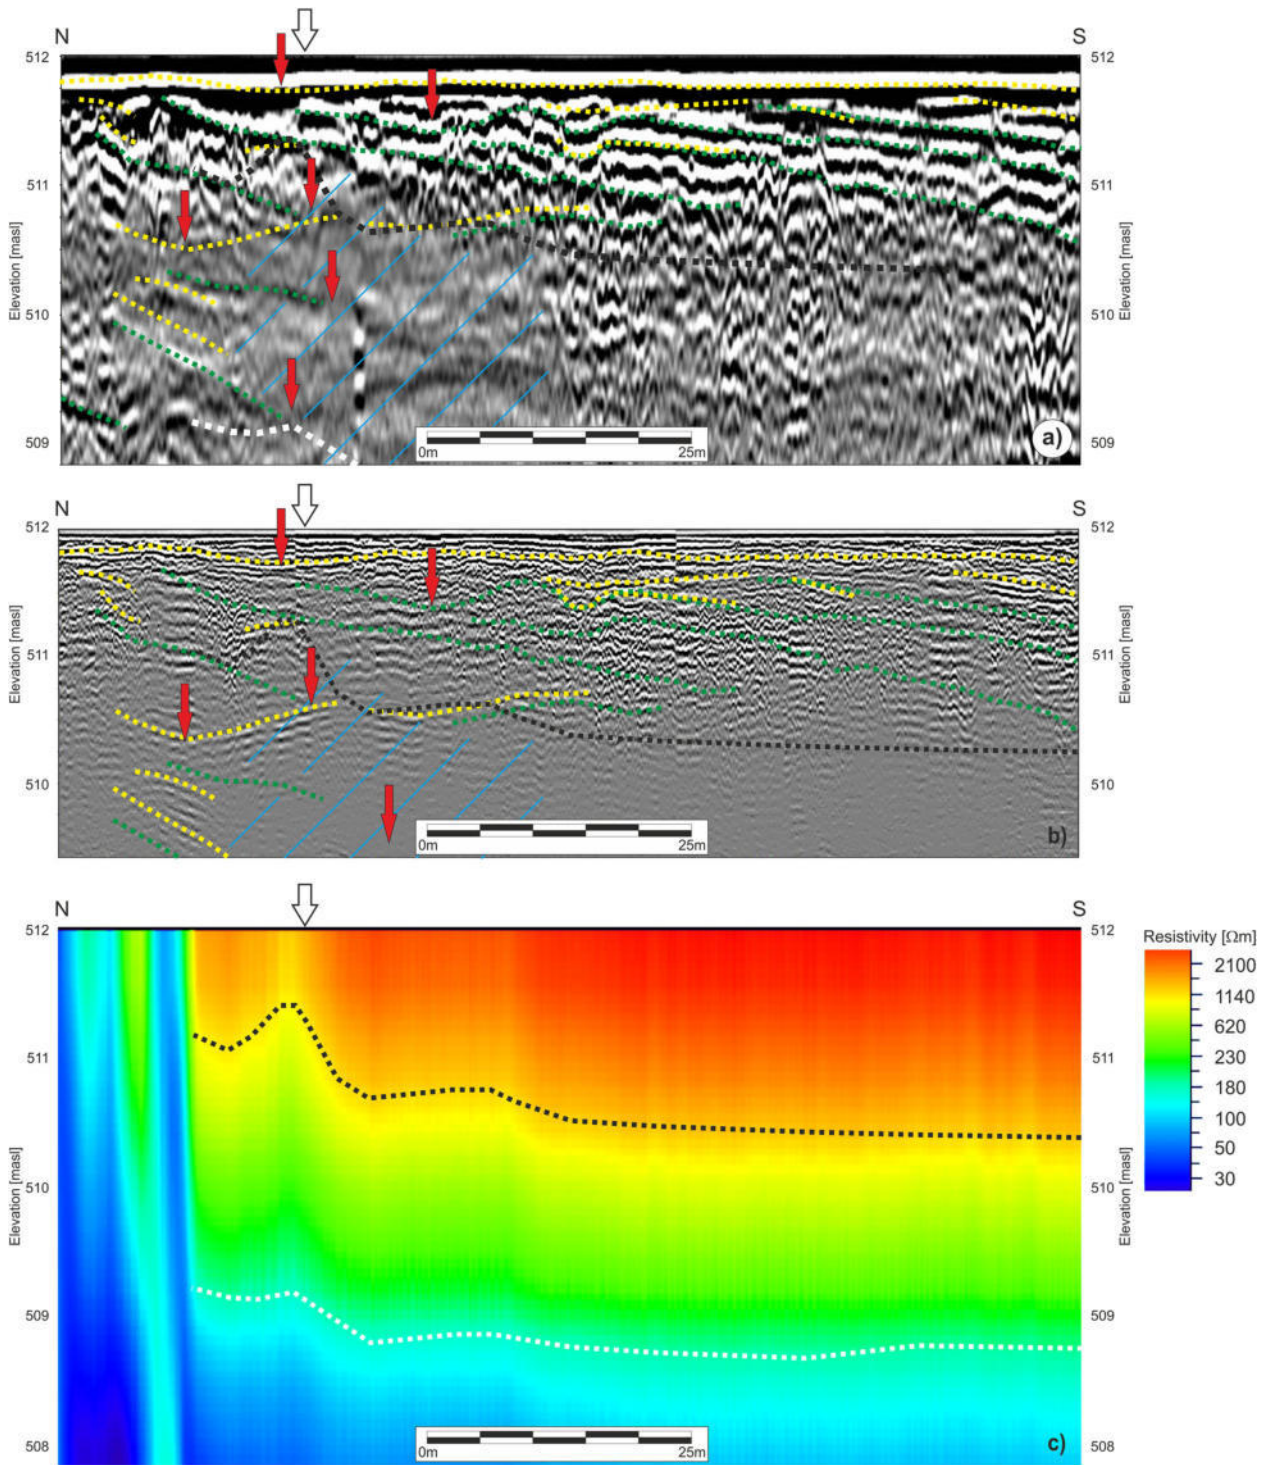 N S
512 512
511 511
510 510
509 509
Elevation [masl] Elevation [masl]
0m 25m
a)
N S
512 512
511 511
510 510
Elevation [masl] Elevation [masl]
0m 25m
b)
N S
512 512
511 511
510 510
509 509
508 508
Elevation [masl] Elevation [masl]
0m 25m
c)
Resistivity [Ωm]
2100
1140
620
230
180
100
50
30